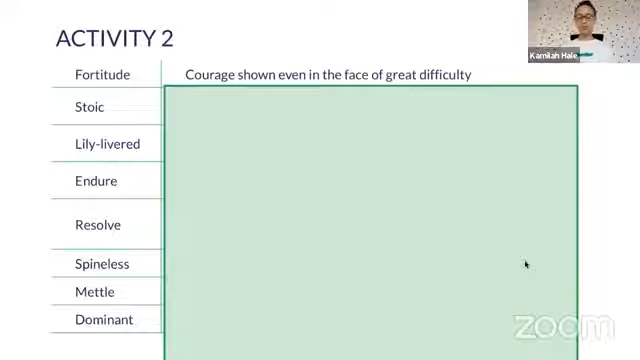 ACTIVITY 2
Kamilah Hale
Fortitude Courage shown even in the face of great difficulty
Stoic
Lily-livered
Endure
Resolve
Spineless
Mettle
Dominant
zoom